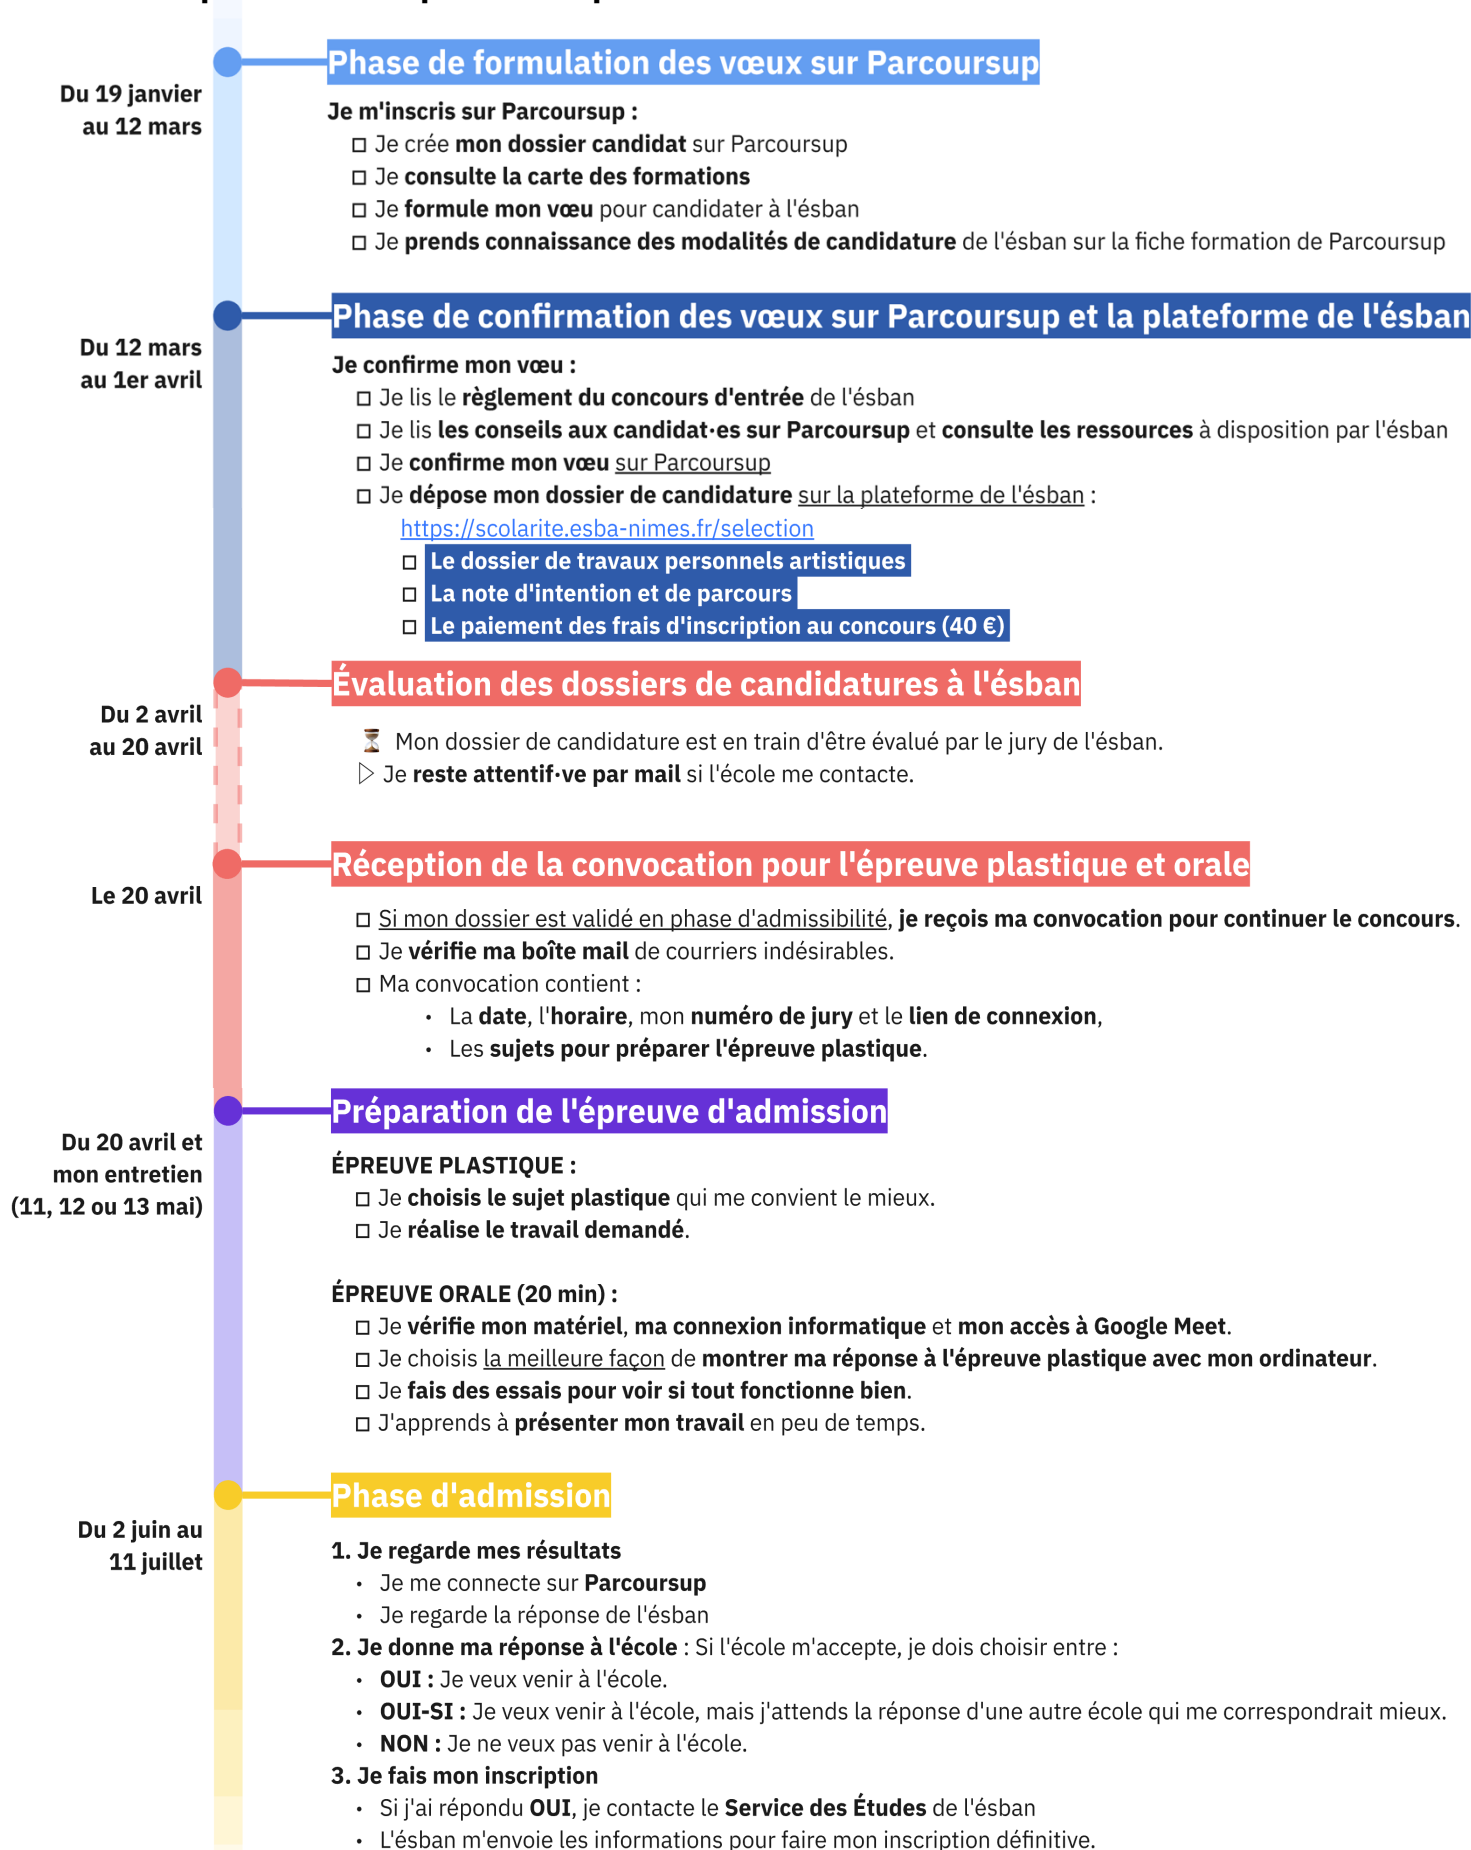 Phase de formulation des vœux sur Parcoursup
Du 19 janvier
au 12 mars
Je m'inscris sur Parcoursup :
☐ Je crée mon dossier candidat sur Parcoursup
☐ Je consulte la carte des formations
☐ Je formule mon vœu pour candidater à l'ésban
☐ Je prends connaissance des modalités de candidature de l'ésban sur la fiche formation de Parcoursup
Phase de confirmation des vœux sur Parcoursup et la plateforme de l'ésban
Du 12 mars
au 1er avril
Je confirme mon vœu :
☐ Je lis le règlement du concours d'entrée de l'ésban
☐ Je lis les conseils aux candidat·es sur Parcoursup et consulte les ressources à disposition par l'ésban
☐ Je confirme mon vœu sur Parcoursup
☐ Je dépose mon dossier de candidature sur la plateforme de l'ésban :
https://scolarite.esba-nimes.fr/selection
☐ Le dossier de travaux personnels artistiques
☐ La note d'intention et de parcours
☐ Le paiement des frais d'inscription au concours (40 €)
Évaluation des dossiers de candidatures à l'ésban
Du 2 avril
au 20 avril
⏳ Mon dossier de candidature est en train d'être évalué par le jury de l'ésban.
▷ Je reste attentif·ve par mail si l'école me contacte.
Réception de la convocation pour l'épreuve plastique et orale
Le 20 avril
☐ Si mon dossier est validé en phase d'admissibilité, je reçois ma convocation pour continuer le concours.
☐ Je vérifie ma boîte mail de courriers indésirables.
☐ Ma convocation contient :
• La date, l'horaire, mon numéro de jury et le lien de connexion,
• Les sujets pour préparer l'épreuve plastique.
Préparation de l'épreuve d'admission
Du 20 avril et
mon entretien
(11, 12 ou 13 mai)
ÉPREUVE PLASTIQUE :
☐ Je choisis le sujet plastique qui me convient le mieux.
☐ Je réalise le travail demandé.
ÉPREUVE ORALE (20 min) :
☐ Je vérifie mon matériel, ma connexion informatique et mon accès à Google Meet.
☐ Je choisis la meilleure façon de montrer ma réponse à l'épreuve plastique avec mon ordinateur.
☐ Je fais des essais pour voir si tout fonctionne bien.
☐ J'apprends à présenter mon travail en peu de temps.
Phase d'admission
Du 2 juin au
11 juillet
1. Je regarde mes résultats
• Je me connecte sur Parcoursup
• Je regarde la réponse de l'ésban
2. Je donne ma réponse à l'école : Si l'école m'accepte, je dois choisir entre :
• OUI : Je veux venir à l'école.
• OUI-SI : Je veux venir à l'école, mais j'attends la réponse d'une autre école qui me correspondrait mieux.
• NON : Je ne veux pas venir à l'école.
3. Je fais mon inscription
• Si j'ai répondu OUI, je contacte le Service des Études de l'ésban
• L'ésban m'envoie les informations pour faire mon inscription définitive.